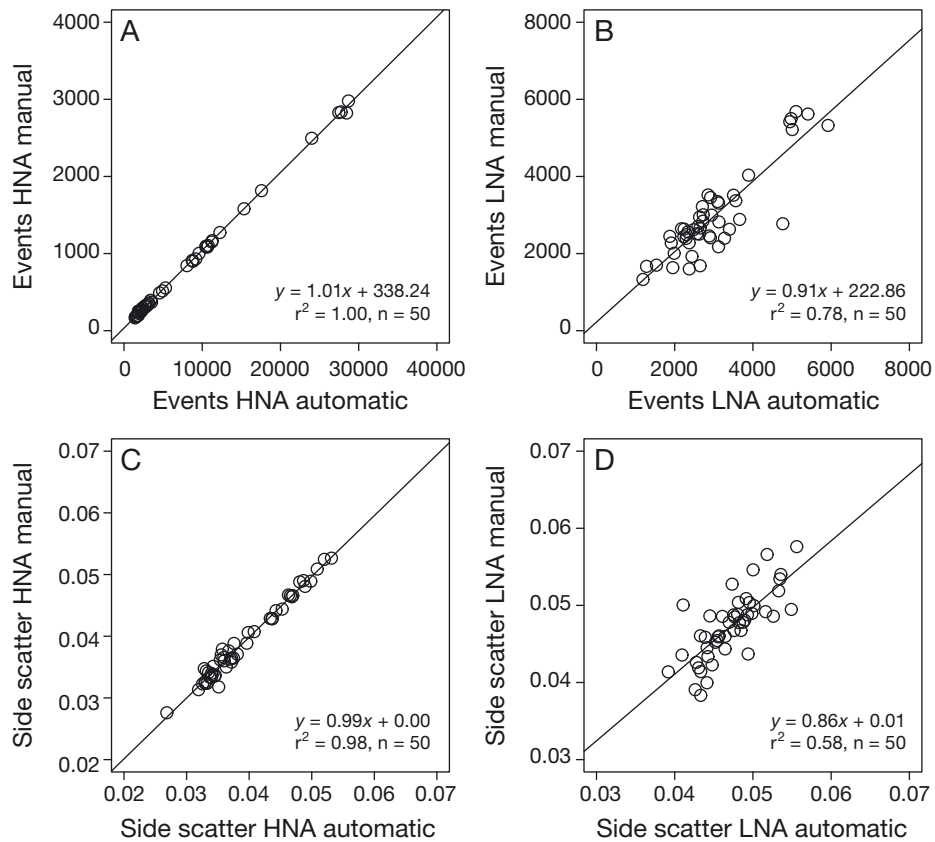 A
4000
3000
2000
1000
0
Events HNA manual
y = 1.01x + 338.24
r² = 1.00, n = 50
0 10000 20000 30000 40000
Events HNA automatic
B
8000
6000
4000
2000
0
Events LNA manual
y = 0.91x + 222.86
r² = 0.78, n = 50
0 2000 4000 6000 8000
Events LNA automatic
C
0.07
0.06
0.05
0.04
0.03
0.02
Side scatter HNA manual
y = 0.99x + 0.00
r² = 0.98, n = 50
0.02 0.03 0.04 0.05 0.06 0.07
Side scatter HNA automatic
D
0.07
0.06
0.05
0.04
0.03
Side scatter LNA manual
y = 0.86x + 0.01
r² = 0.58, n = 50
0.03 0.04 0.05 0.06 0.07
Side scatter LNA automatic